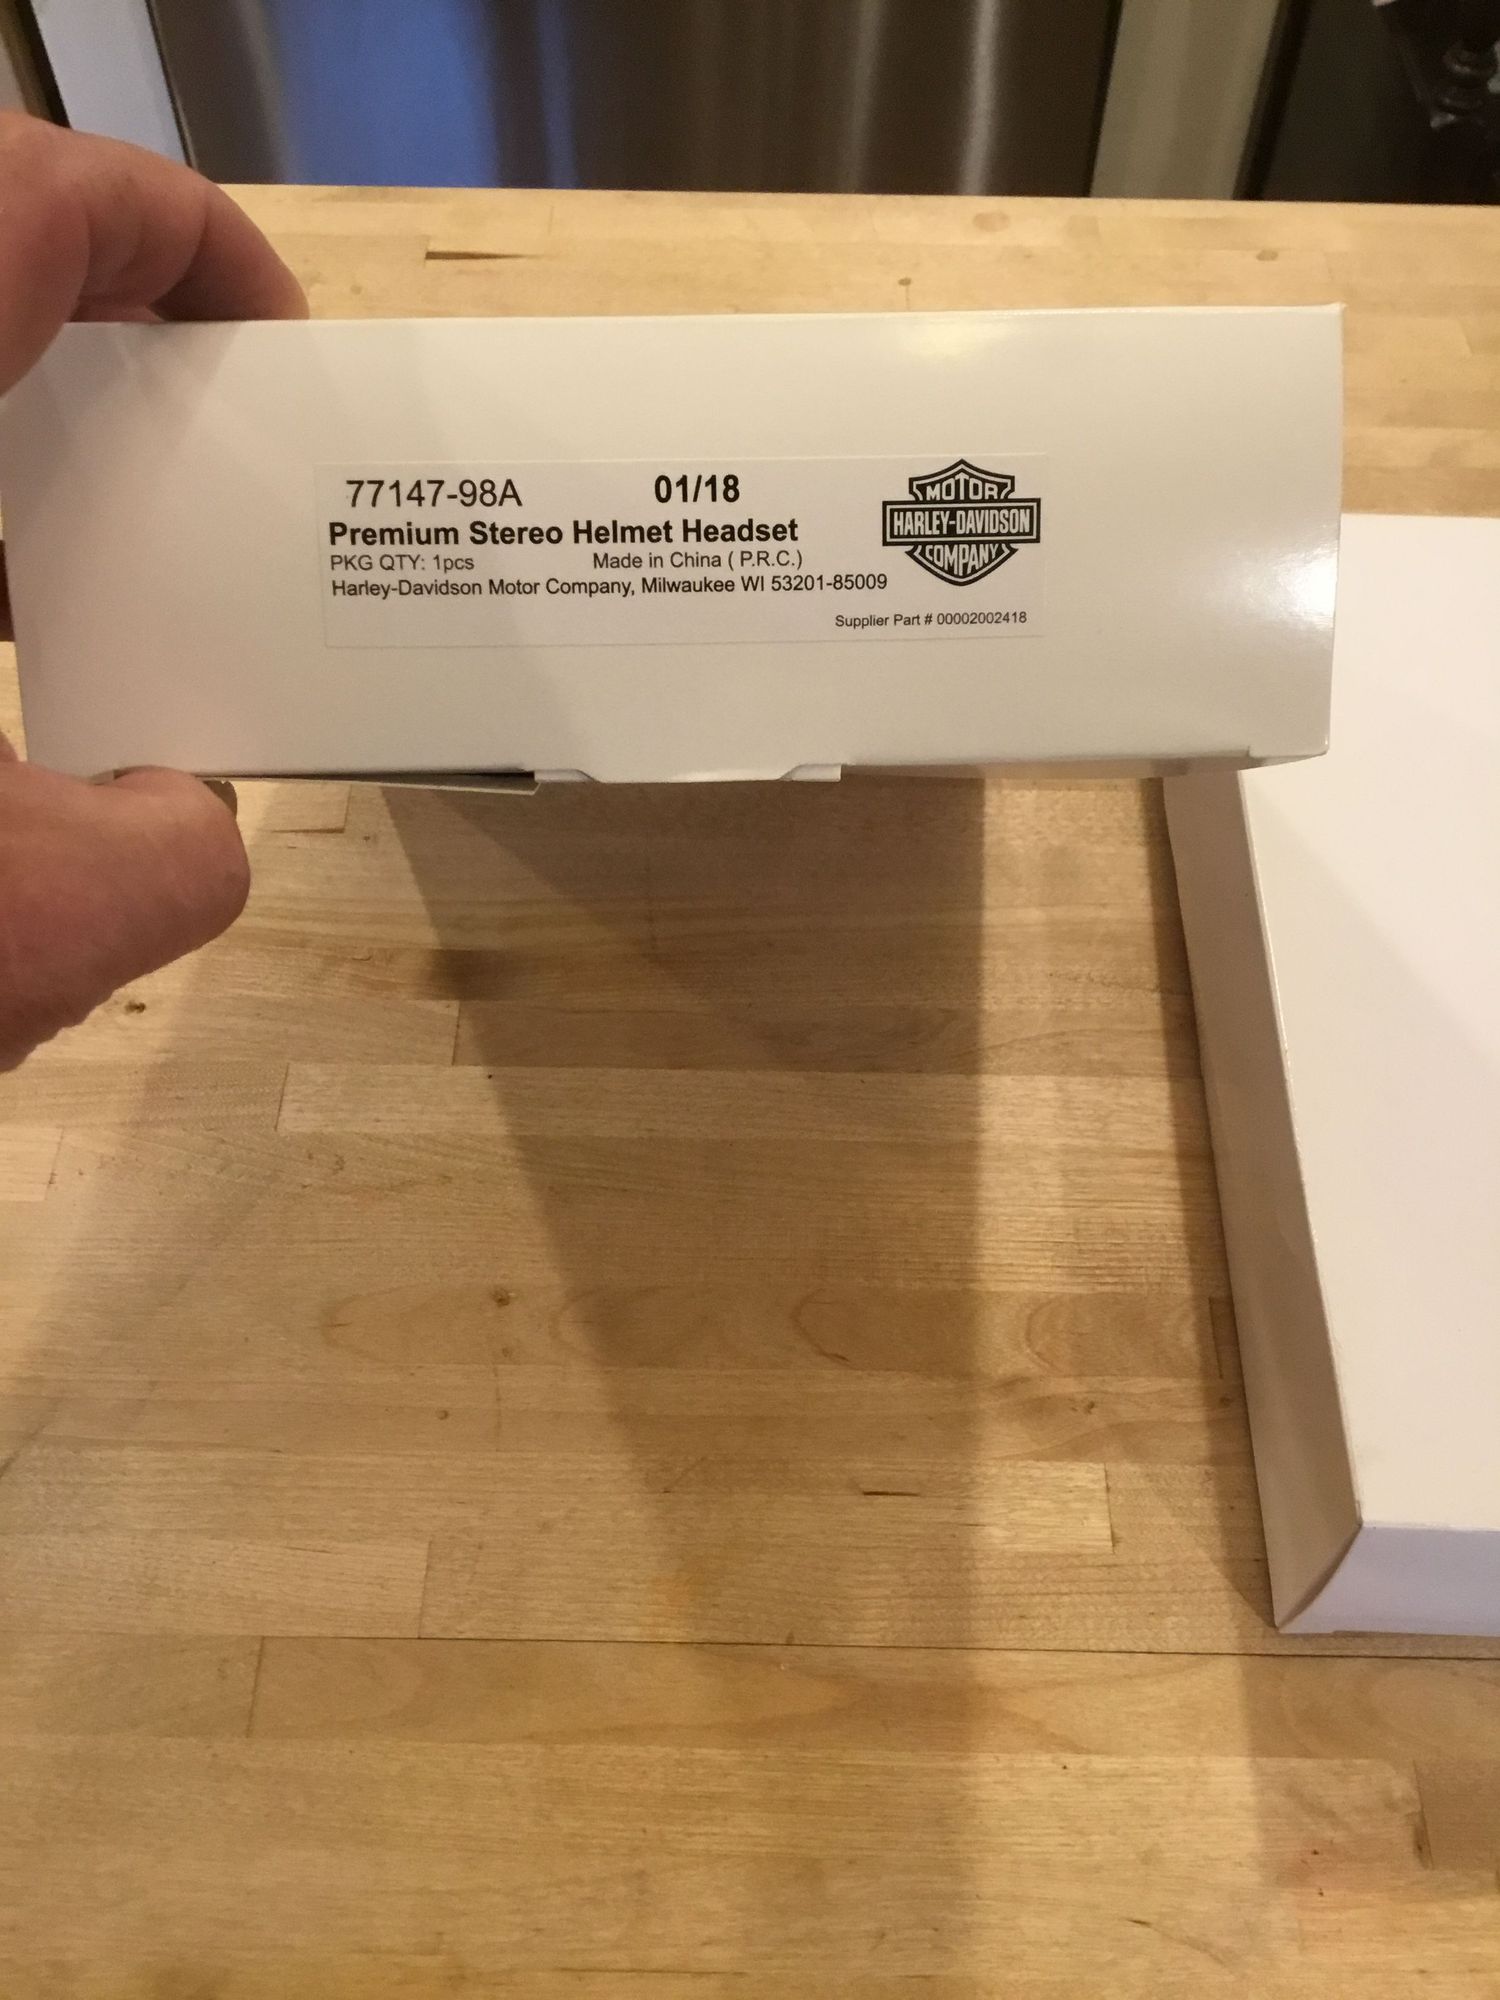 77147-98A 01/18
Premium Stereo Helmet Headset
PKG QTY: 1pcs Made in China ( P.R.C.)
Harley-Davidson Motor Company, Milwaukee WI 53201-85009
Supplier Part # 00002002418
MOTOR
HARLEY-DAVIDSON
COMPANY